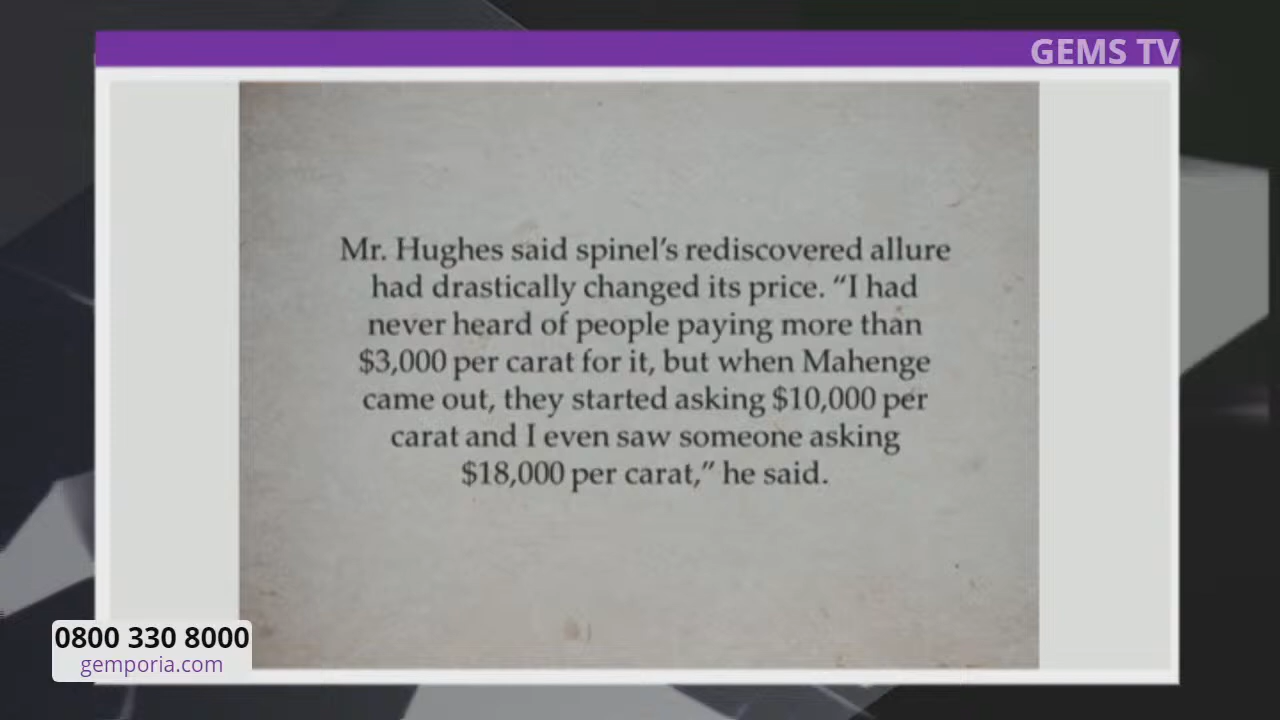 GEMS TV
Mr. Hughes said spinel's rediscovered allure
had drastically changed its price. “I had
never heard of people paying more than
$3,000 per carat for it, but when Mahenge
came out, they started asking $10,000 per
carat and I even saw someone asking
$18,000 per carat,” he said.
0800 330 8000
gemporia.com